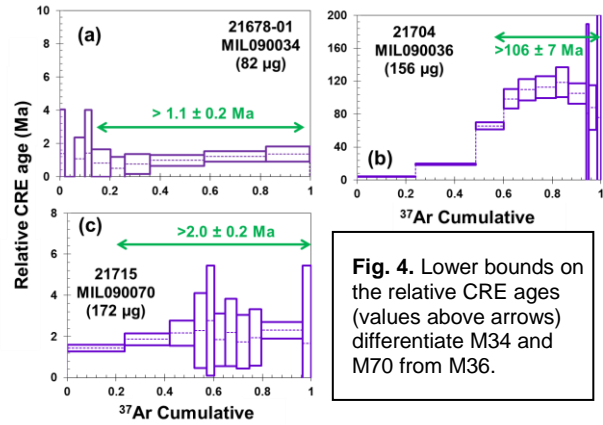 (a)
21678-01
MIL090034
(82 µg)
> 1.1 ± 0.2 Ma
10
8
6
4
2
0
0 0.2 0.4 0.6 0.8 1
³⁷Ar Cumulative
Relative CRE age (Ma)
21704
MIL090036
(156 µg)
>106 ± 7 Ma
(b)
200
160
120
80
40
0
0 0.2 0.4 0.6 0.8 1
³⁷Ar Cumulative
(c)
>2.0 ± 0.2 Ma
21715
MIL090070
(172 µg)
8
6
4
2
0
0 0.2 0.4 0.6 0.8 1
³⁷Ar Cumulative
Fig. 4. Lower bounds on
the relative CRE ages
(values above arrows)
differentiate M34 and
M70 from M36.